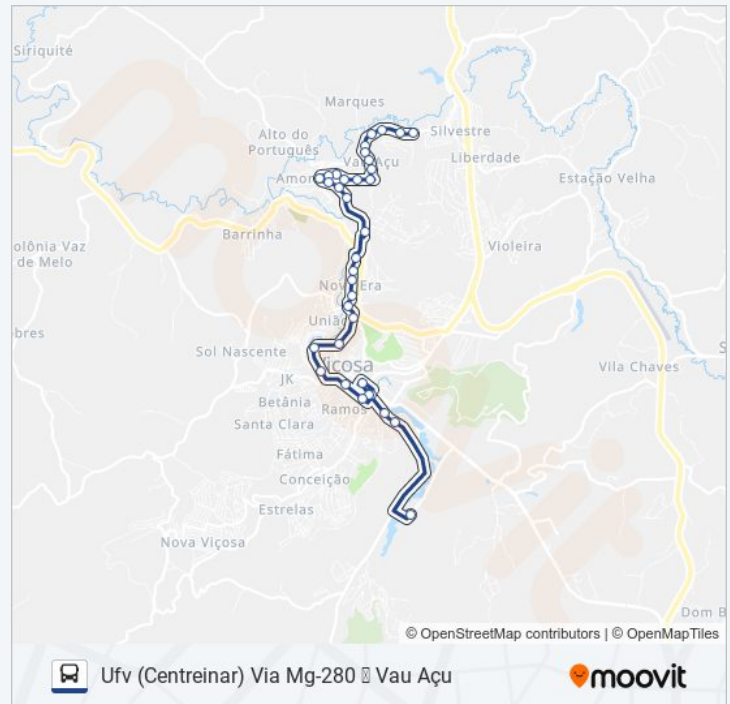 Siriquité
Marques
Alto do
Português
Silvestre
Vau Açu
Liberdade
Amor
Estação Velha
Barrinha
olônia Vaz
de Melo
Violeira
Nova Era
União
bres
Sol Nascente
içosa
Vila Chaves
JK
Betânia
Ramos
Santa Clara
Fátima
Conceição
Estrelas
Nova Viçosa
Dom B
© OpenStreetMap contributors | © OpenMapTiles
Ufv (Centreinar) Via Mg-280 Vau Açu
moovit